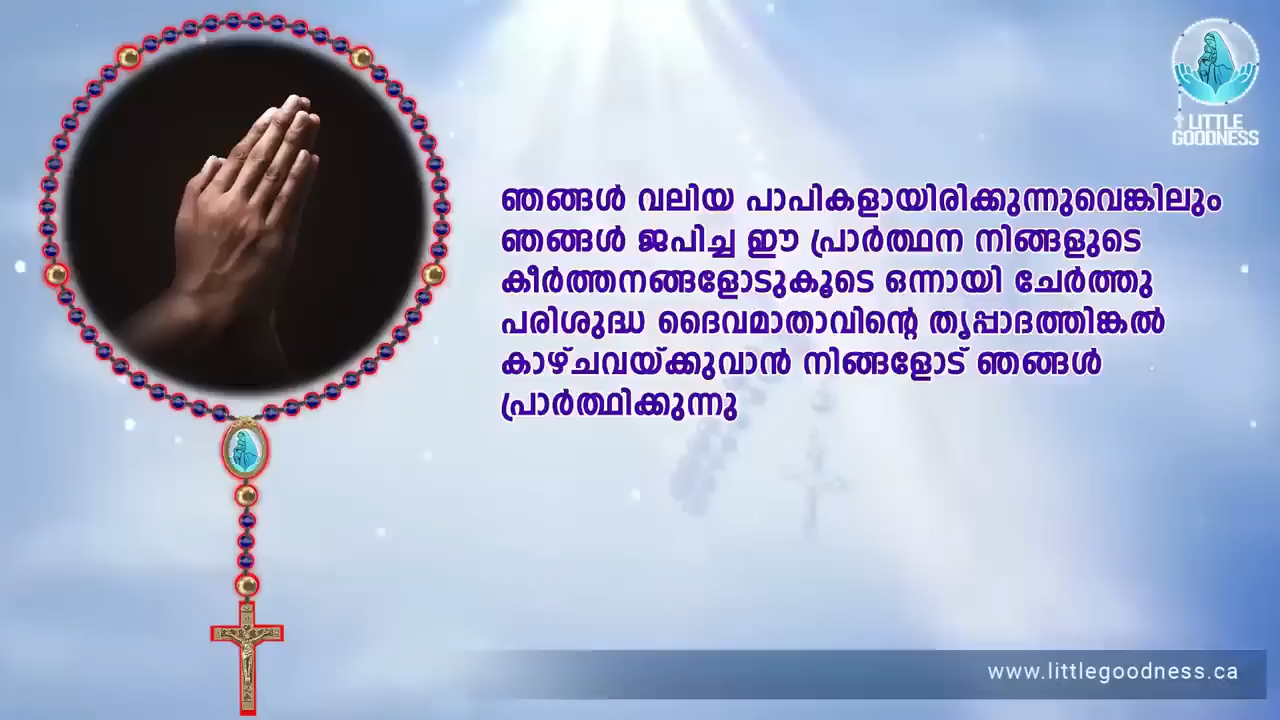 LITTLE
GOODNESS
ഞങ്ങൾ വലിയ പാപികളായിരിക്കുന്നുവെങ്കിലും
ഞങ്ങൾ ജപിച്ച ഈ പ്രാർത്ഥന നിങ്ങളുടെ
കീർത്തനങ്ങളോടുകൂടെ ഒന്നായി ചേർത്തു
പരിശുദ്ധ ദൈവമാതാവിന്റെ തൃപ്പാദത്തിങ്കൽ
കാഴ്ചവയ്ക്കുവാൻ നിങ്ങളോട് ഞങ്ങൾ
പ്രാർത്ഥിക്കുന്നു
www.littlegoodness.ca